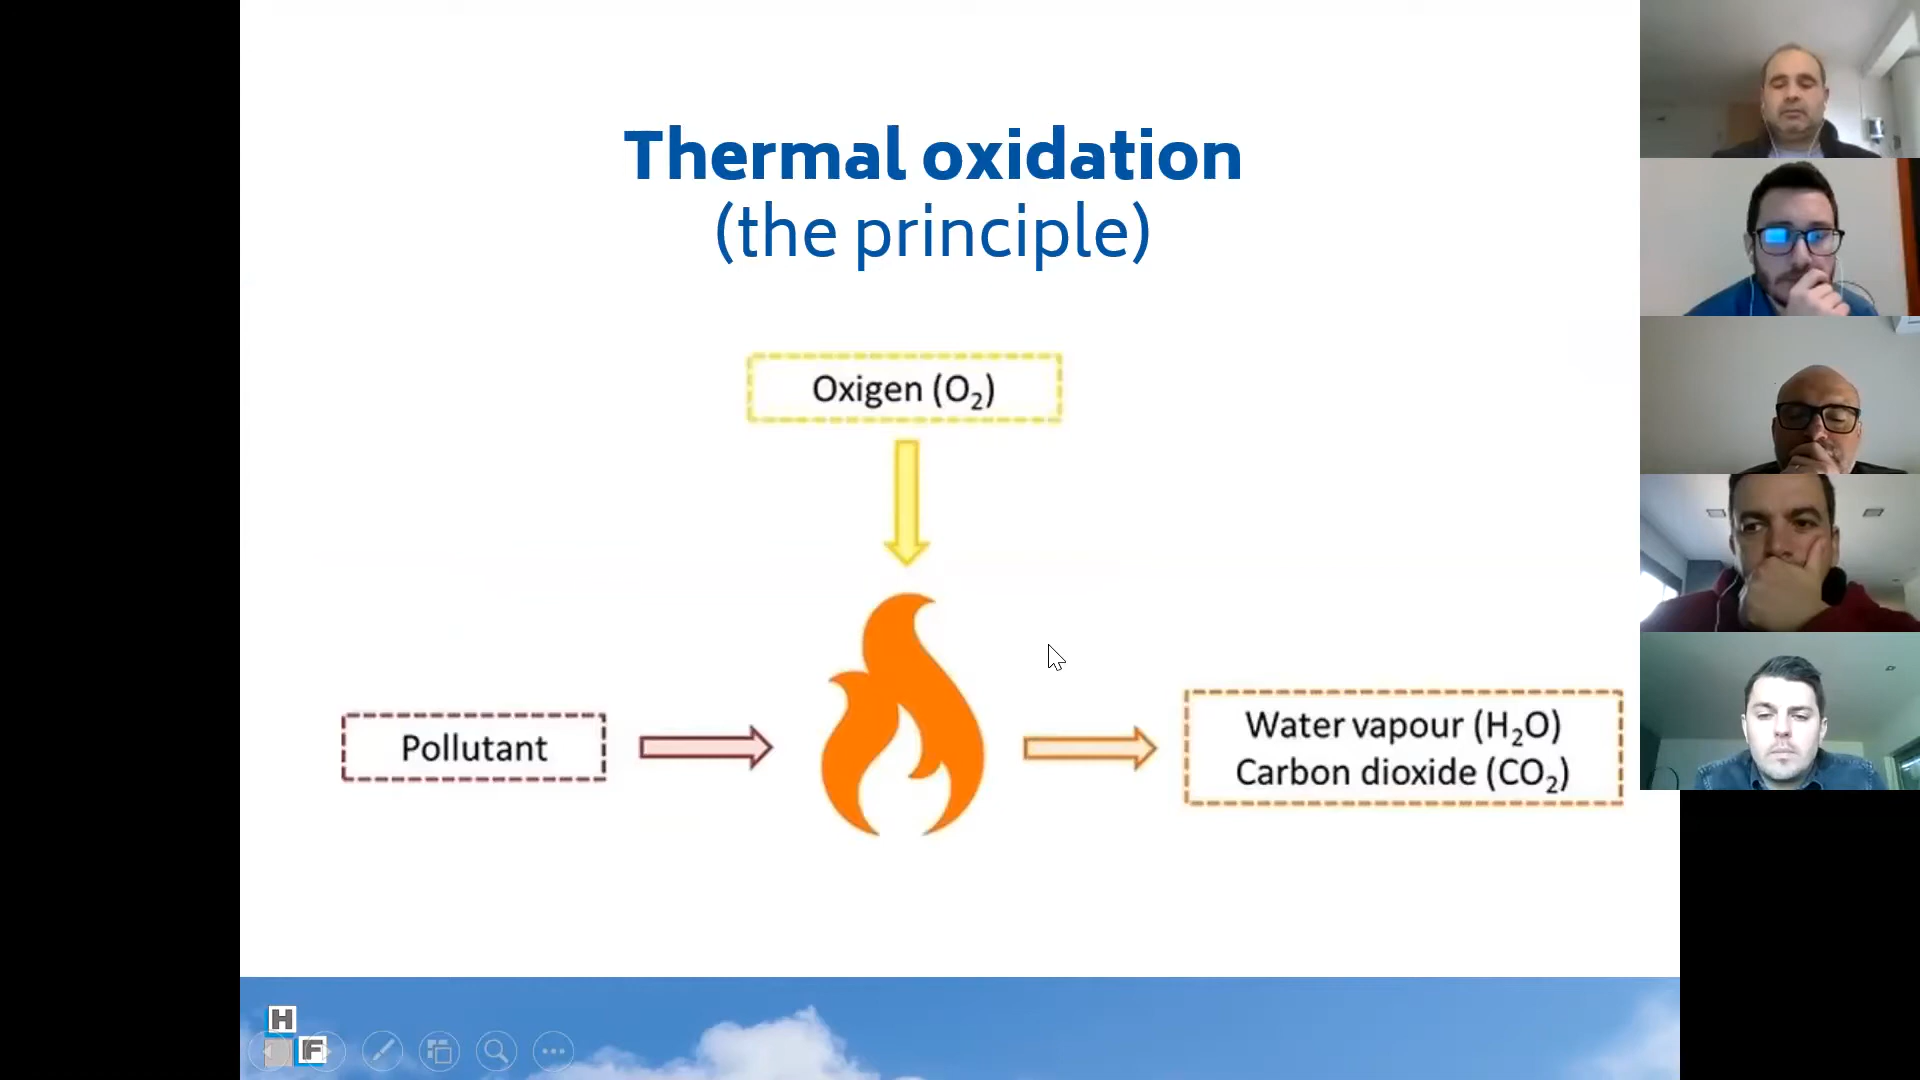 Thermal oxidation
(the principle)
Oxigen (O₂)
Pollutant
Water vapour (H₂O)
Carbon dioxide (CO₂)
H
F